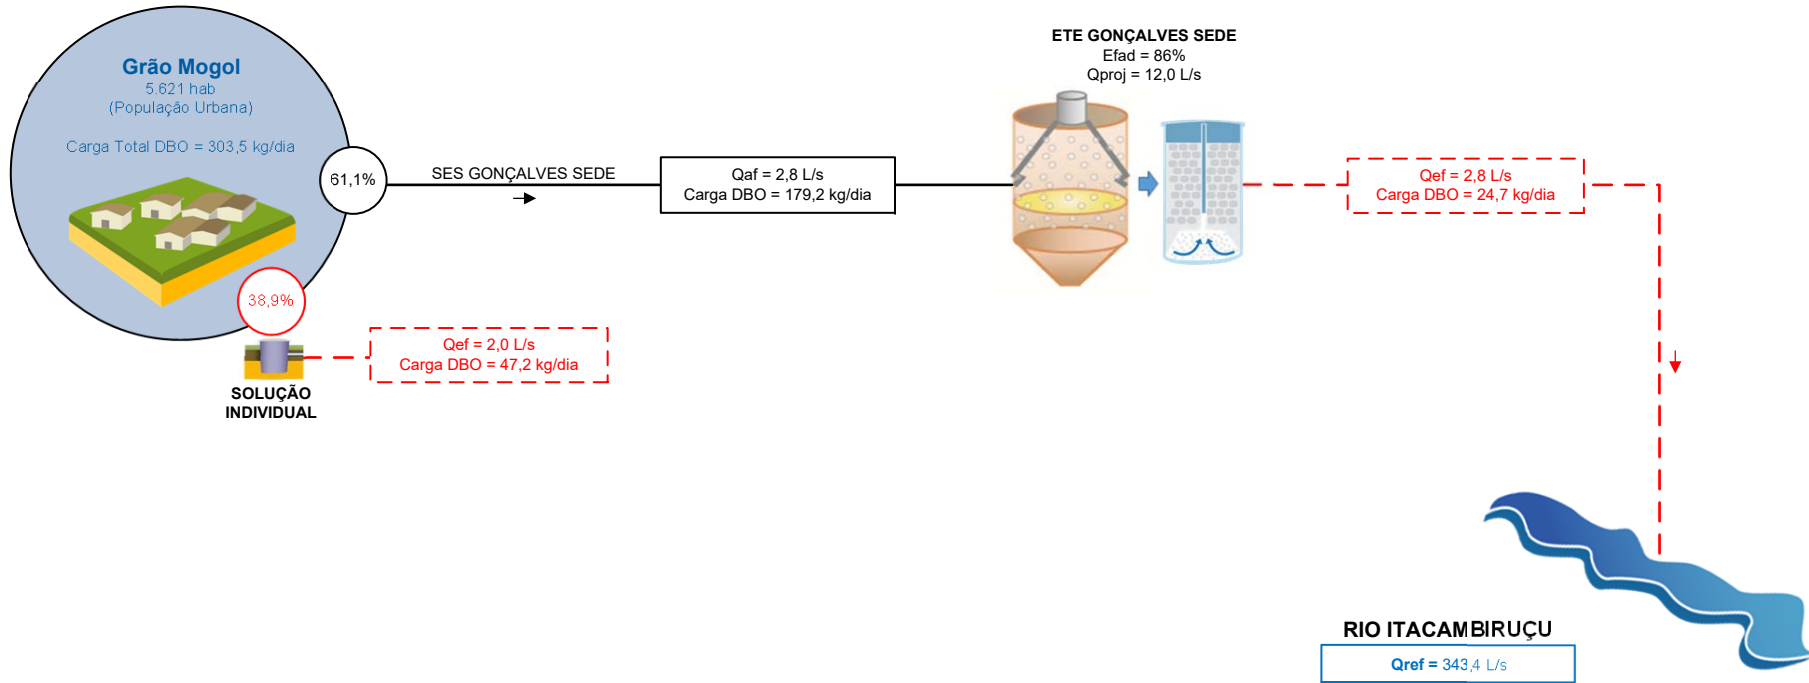 Grão Mogol
5.621 hab
(População Urbana)
Carga Total DBO = 303,5 kg/dia
61,1%
38,9%
SOLUÇÃO
INDIVIDUAL
Qef = 2,0 L/s
Carga DBO = 47,2 kg/dia
SES GONÇALVES SEDE
Qaf = 2,8 L/s
Carga DBO = 179,2 kg/dia
ETE GONÇALVES SEDE
Efad = 86%
Qproj = 12,0 L/s
Qef = 2,8 L/s
Carga DBO = 24,7 kg/dia
RIO ITACAMBIRUÇU
Qref = 343,4 L/s